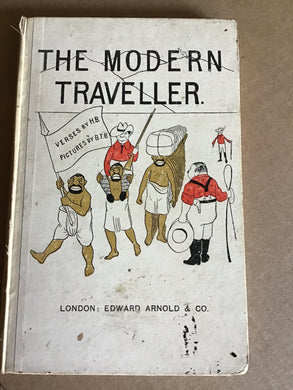 THE MODERN
TRAVELLER.
VERSES BY H.B
PICTURES BY B.T.B
LONDON: EDWARD ARNOLD & CO.